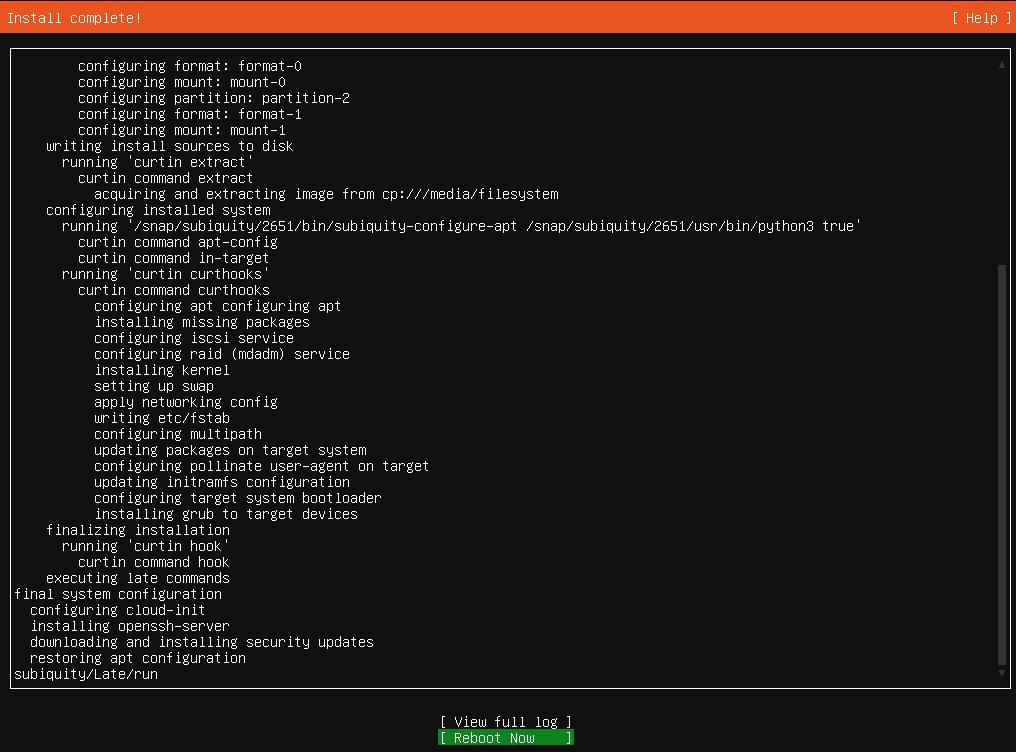 Install complete! [ Help ]
configuring format: format-0
configuring mount: mount-0
configuring partition: partition-2
configuring format: format-1
configuring mount: mount-1
writing install sources to disk
running 'curtin extract'
curtin command extract
acquiring and extracting image from cp:///media/filesystem
configuring installed system
running '/snap/subiquity/2651/bin/subiquity-configure-apt /snap/subiquity/2651/usr/bin/python3 true'
curtin command apt-config
curtin command in-target
running 'curtin curthooks'
curtin command curthooks
configuring apt configuring apt
installing missing packages
configuring iscsi service
configuring raid (mdadm) service
installing kernel
setting up swap
apply networking config
writing etc/fstab
configuring multipath
updating packages on target system
configuring pollinate user-agent on target
updating initramfs configuration
configuring target system bootloader
installing grub to target devices
finalizing installation
running 'curtin hook'
curtin command hook
executing late commands
final system configuration
configuring cloud-init
installing openssh-server
downloading and installing security updates
restoring apt configuration
subiquity/Late/run
[ View full log ]
[ Reboot Now ]